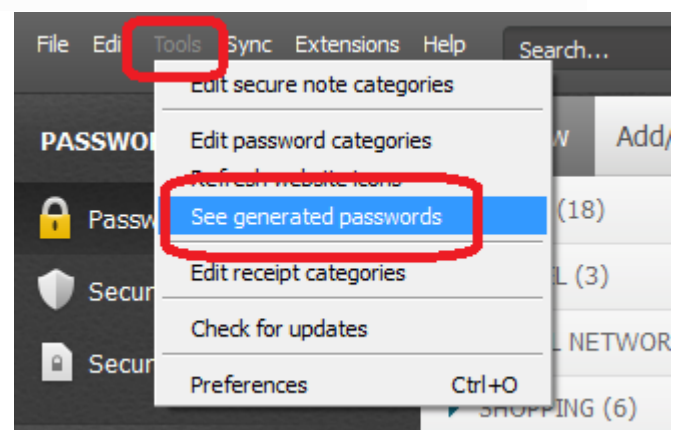 File Edi Tools Sync Extensions Help Search...
Edit secure note categories
PASSWO
Edit password categories
w Add/
Refresh website icons
Passw
See generated passwords
(18)
Secur
Edit receipt categories
L (3)
Check for updates
NETWOR
Secur
Preferences Ctrl+O
SHOPPING (6)